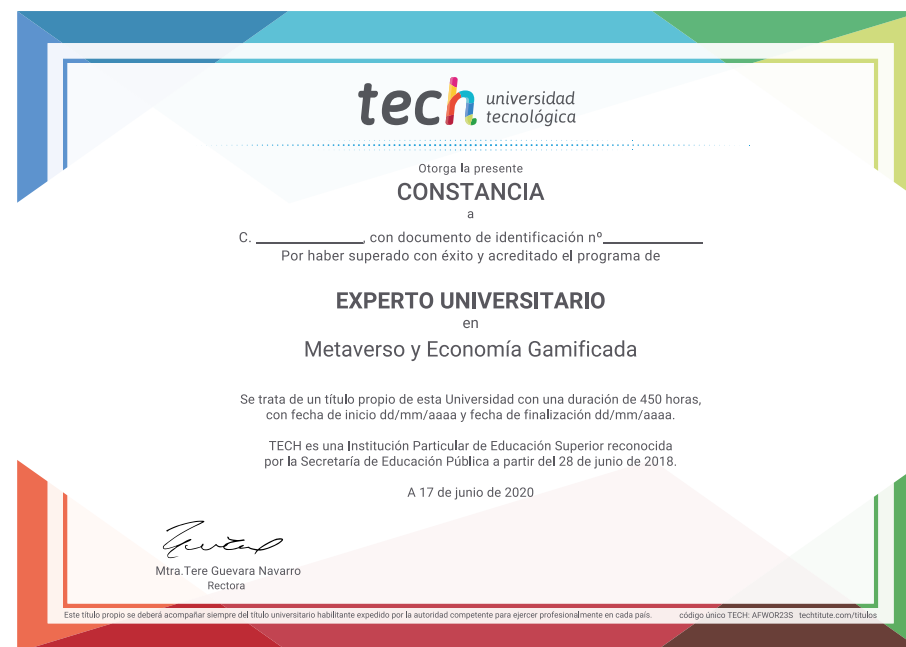 tech universidad
tecnológica
Otorga la presente
CONSTANCIA
a
C. ____________, con documento de identificación nº____________
Por haber superado con éxito y acreditado el programa de
EXPERTO UNIVERSITARIO
en
Metaverso y Economía Gamificada
Se trata de un título propio de esta Universidad con una duración de 450 horas,
con fecha de inicio dd/mm/aaaa y fecha de finalización dd/mm/aaaa.
TECH es una Institución Particular de Educación Superior reconocida
por la Secretaría de Educación Pública a partir del 28 de junio de 2018.
A 17 de junio de 2020
Mtra.Tere Guevara Navarro
Rectora
Este título propio se deberá acompañar siempre del título universitario habilitante expedido por la autoridad competente para ejercer profesionalmente en cada país. código único TECH: AFWOR23S techtitute.com/títulos